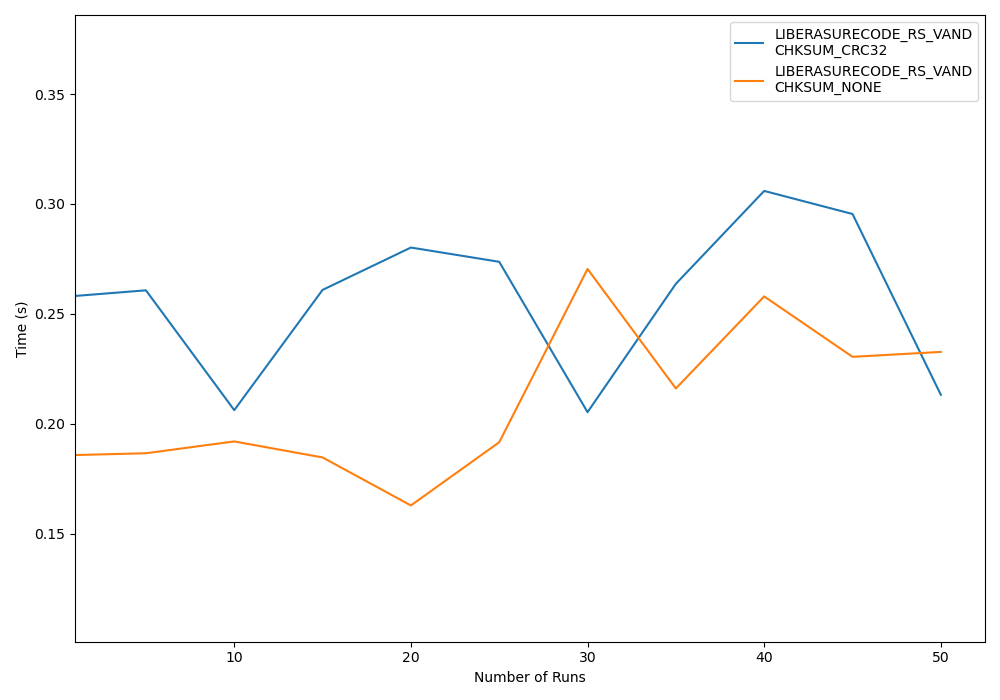 LIBERASURECODE_RS_VAND
CHKSUM_CRC32
LIBERASURECODE_RS_VAND
CHKSUM_NONE
0.35
0.30
0.25
0.20
0.15
Time (s)
10 20 30 40 50
Number of Runs